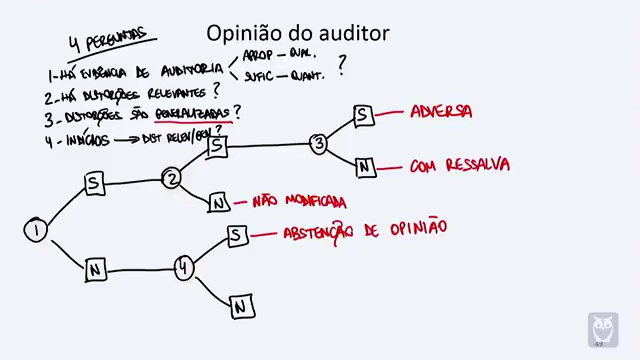 Opinião do auditor
4 PERGUNTAS
1-HÁ EVIDÊNCIA DE AUDITORIA < APROP - QUAL. SUFIC - QUANT. ?
2-HÁ DISTORÇÕES RELEVANTES?
3-DISTORÇÕES SÃO GENERALIZADAS?
4-INDÍCIOS → DIST RELEV/GEN?
S — ADVERSA
S
3
N — COM RESSALVA
S
2
N — NÃO MODIFICADA
1
S — ABSTENÇÃO DE OPINIÃO
N
4
N
49